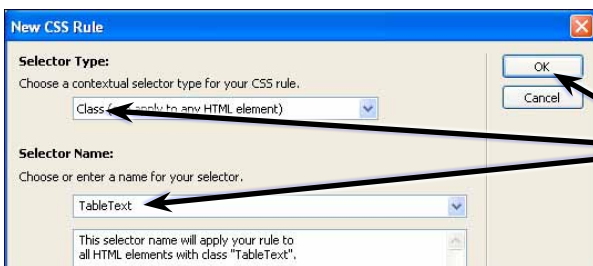 New CSS Rule
Selector Type:
Choose a contextual selector type for your CSS rule.
OK
Class ( apply to any HTML element)
Cancel
Selector Name:
Choose or enter a name for your selector.
TableText
This selector name will apply your rule to
all HTML elements with class "TableText".